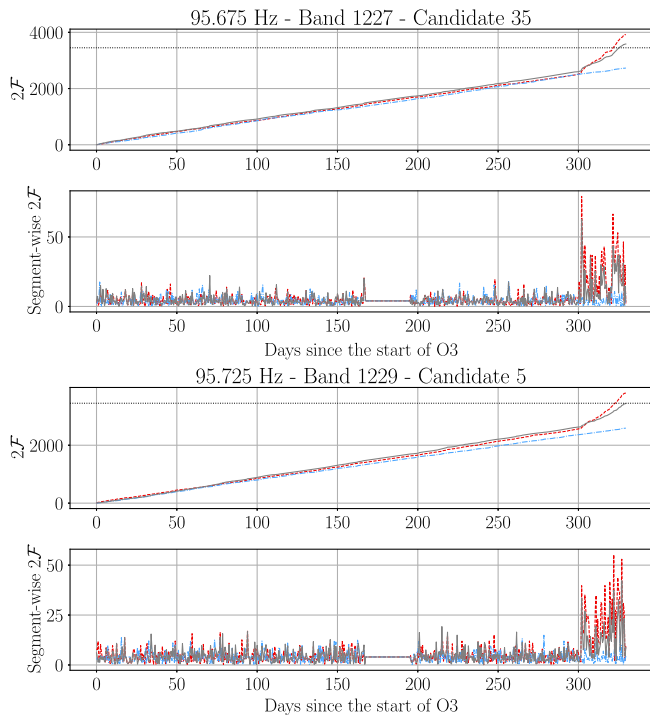 95.675 Hz - Band 1227 - Candidate 35
4000
2000
0
2ℱ
0 50 100 150 200 250 300
50
0
Segment-wise 2ℱ
0 50 100 150 200 250 300
Days since the start of O3
95.725 Hz - Band 1229 - Candidate 5
2000
0
2ℱ
0 50 100 150 200 250 300
50
25
0
Segment-wise 2ℱ
0 50 100 150 200 250 300
Days since the start of O3